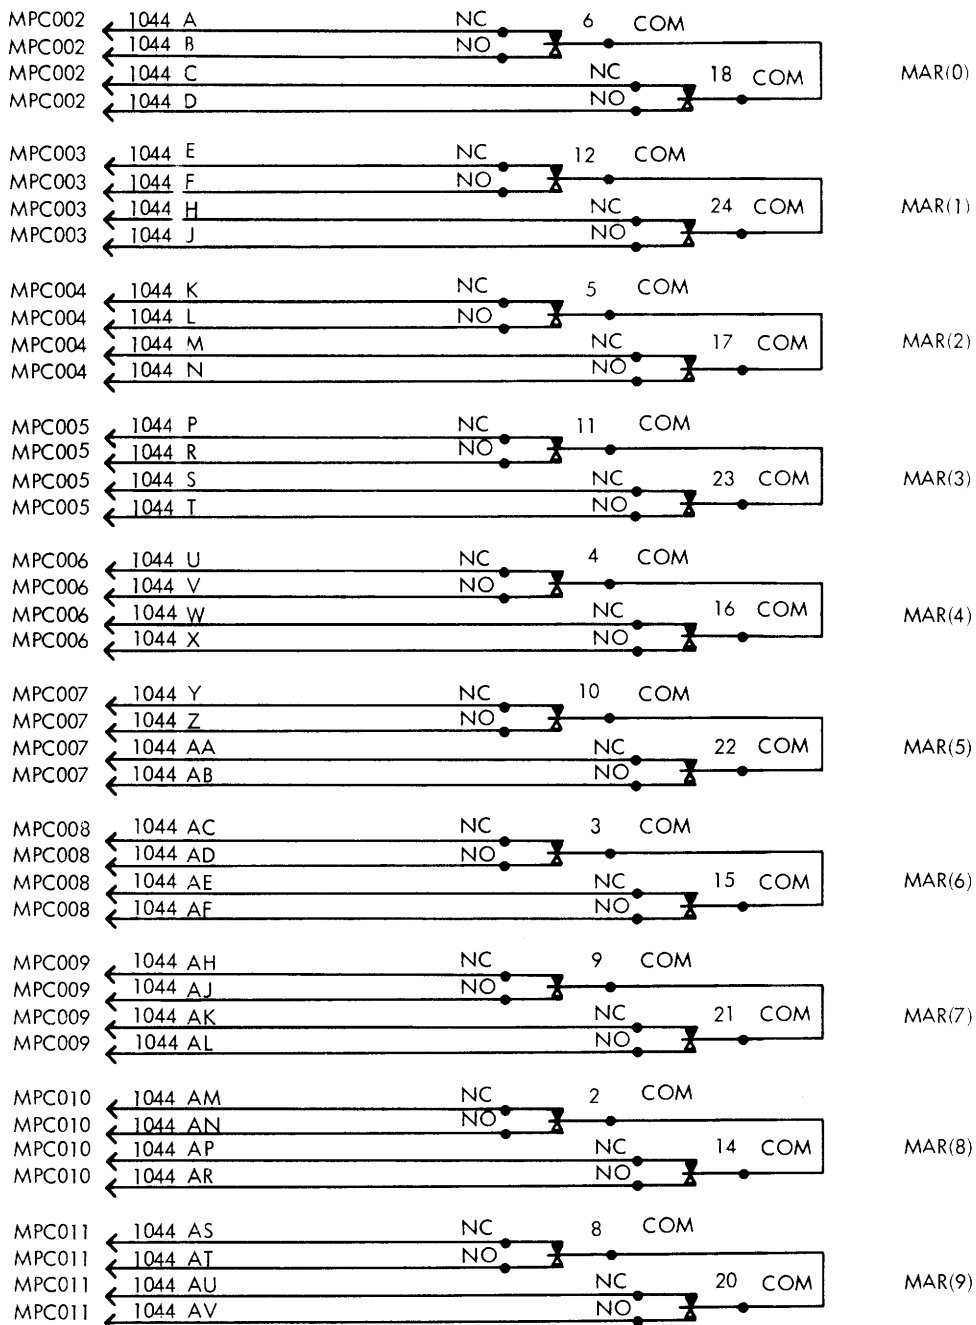 MPC002 1044 A NC 6 COM
MPC002 1044 B NO
MPC002 1044 C NC 18 COM MAR(0)
MPC002 1044 D NO
MPC003 1044 E NC 12 COM
MPC003 1044 F NO
MPC003 1044 H NC 24 COM MAR(1)
MPC003 1044 J NO
MPC004 1044 K NC 5 COM
MPC004 1044 L NO
MPC004 1044 M NC 17 COM MAR(2)
MPC004 1044 N NO
MPC005 1044 P NC 11 COM
MPC005 1044 R NO
MPC005 1044 S NC 23 COM MAR(3)
MPC005 1044 T NO
MPC006 1044 U NC 4 COM
MPC006 1044 V NO
MPC006 1044 W NC 16 COM MAR(4)
MPC006 1044 X NO
MPC007 1044 Y NC 10 COM
MPC007 1044 Z NO
MPC007 1044 AA NC 22 COM MAR(5)
MPC007 1044 AB NO
MPC008 1044 AC NC 3 COM
MPC008 1044 AD NO
MPC008 1044 AE NC 15 COM MAR(6)
MPC008 1044 AF NO
MPC009 1044 AH NC 9 COM
MPC009 1044 AJ NO
MPC009 1044 AK NC 21 COM MAR(7)
MPC009 1044 AL NO
MPC010 1044 AM NC 2 COM
MPC010 1044 AN NO
MPC010 1044 AP NC 14 COM MAR(8)
MPC010 1044 AR NO
MPC011 1044 AS NC 8 COM
MPC011 1044 AT NO
MPC011 1044 AU NC 20 COM MAR(9)
MPC011 1044 AV NO